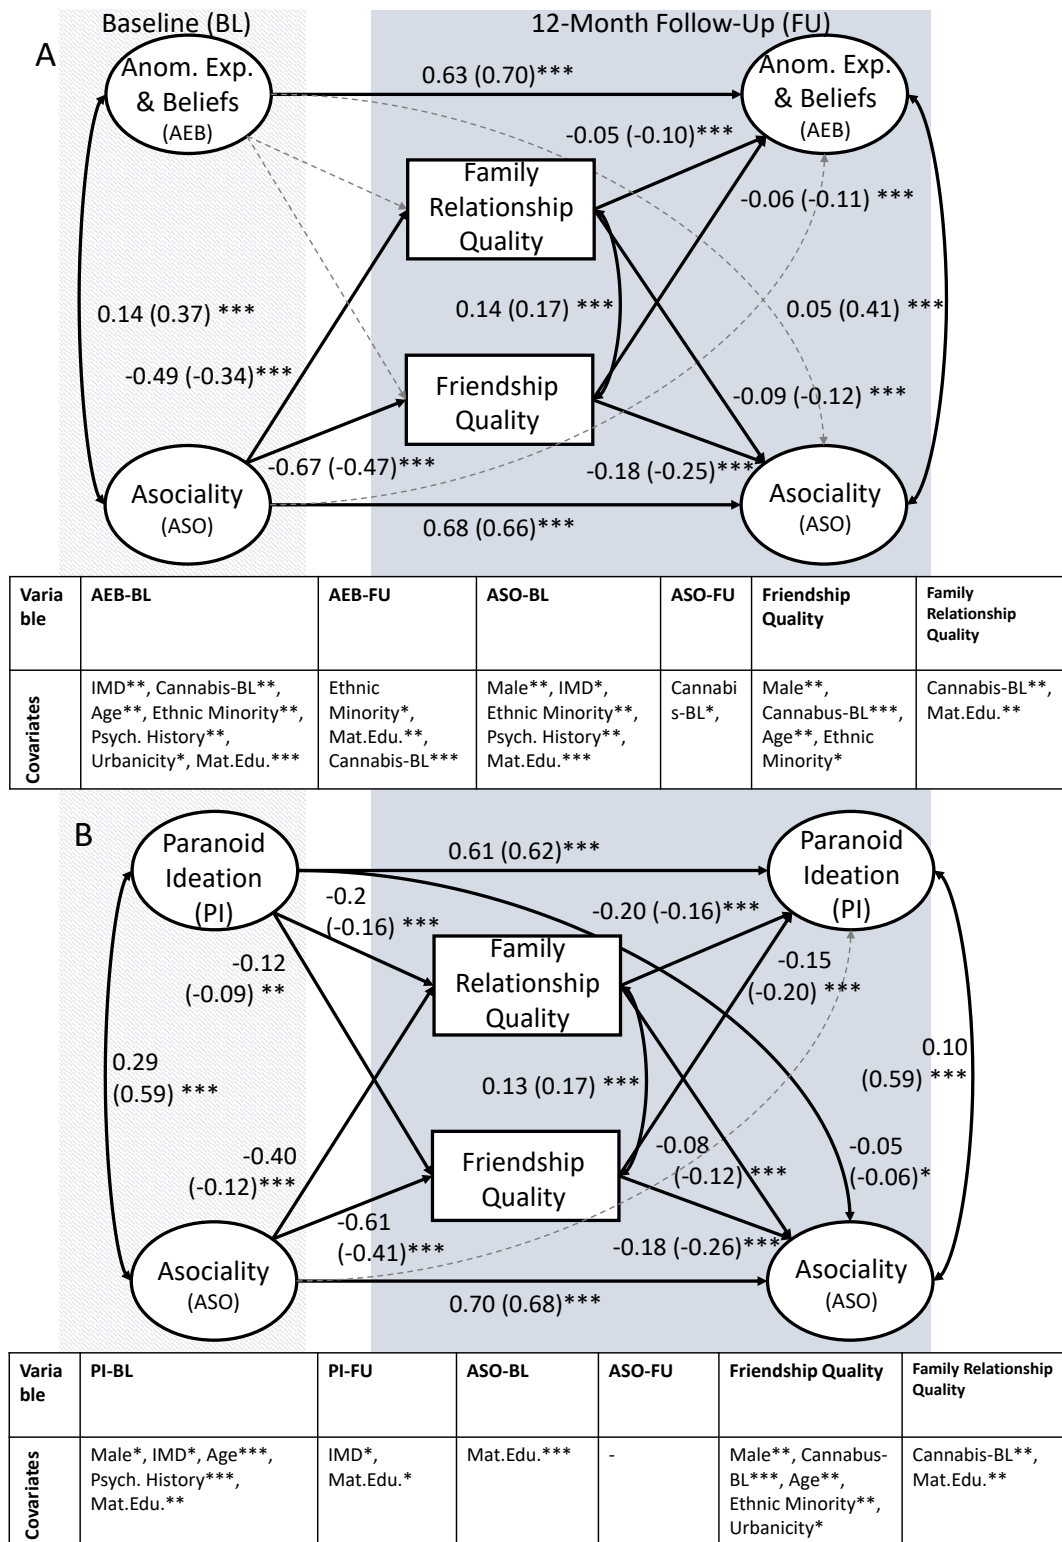 Baseline (BL)
12-Month Follow-Up (FU)
A
Anom. Exp.
& Beliefs
(AEB)
0.63 (0.70)***
Anom. Exp.
& Beliefs
(AEB)
-0.05 (-0.10)***
Family
Relationship
Quality
-0.06 (-0.11) ***
0.14 (0.37) ***
0.14 (0.17) ***
0.05 (0.41) ***
-0.49 (-0.34)***
Friendship
Quality
-0.09 (-0.12) ***
-0.67 (-0.47)***
-0.18 (-0.25)***
Asociality
(ASO)
0.68 (0.66)***
Asociality
(ASO)
Varia
ble
AEB-BL
AEB-FU
ASO-BL
ASO-FU
Friendship
Quality
Family
Relationship
Quality
Covariates
IMD**, Cannabis-BL**,
Age**, Ethnic Minority**,
Psych. History**,
Urbanicity*, Mat.Edu.***
Ethnic
Minority*,
Mat.Edu.**,
Cannabis-BL***
Male**, IMD*,
Ethnic Minority**,
Psych. History**,
Mat.Edu.***
Cannabi
s-BL*,
Male**,
Cannabus-BL***,
Age**, Ethnic
Minority*
Cannabis-BL**,
Mat.Edu.**
B
Paranoid
Ideation
(PI)
0.61 (0.62)***
Paranoid
Ideation
(PI)
-0.2
(-0.16) ***
-0.20 (-0.16)***
-0.12
(-0.09) **
Family
Relationship
Quality
-0.15
(-0.20) ***
0.29
(0.59) ***
0.13 (0.17) ***
0.10
(0.59) ***
-0.40
(-0.12)***
Friendship
Quality
-0.08
(-0.12) ***
-0.05
(-0.06)*
-0.61
(-0.41)***
-0.18 (-0.26)***
Asociality
(ASO)
0.70 (0.68)***
Asociality
(ASO)
Varia
ble
PI-BL
PI-FU
ASO-BL
ASO-FU
Friendship Quality
Family Relationship
Quality
Covariates
Male*, IMD*, Age***,
Psych. History***,
Mat.Edu.**
IMD*,
Mat.Edu.*
Mat.Edu.***
-
Male**, Cannabus-
BL***, Age**,
Ethnic Minority**,
Urbanicity*
Cannabis-BL**,
Mat.Edu.**